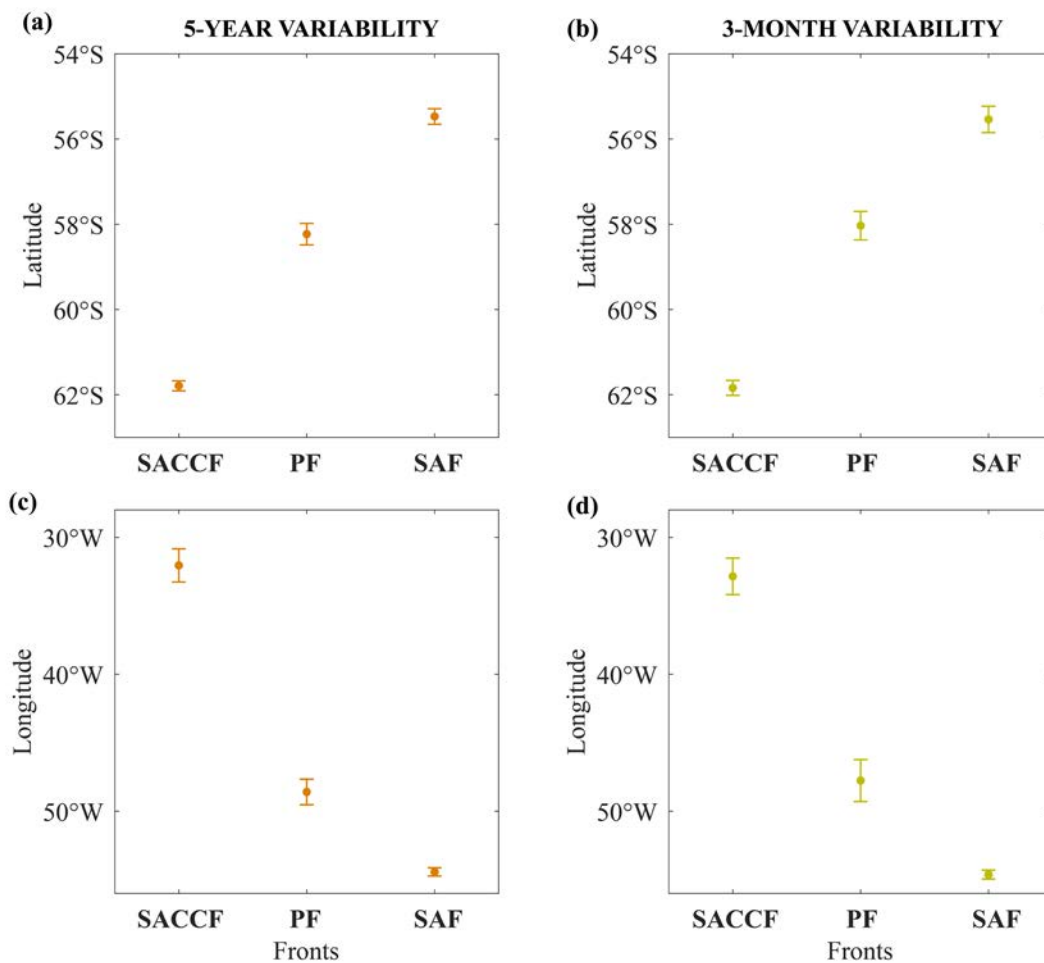 (a)
5-YEAR VARIABILITY
54°S
56°S
58°S
60°S
62°S
Latitude
SACCF PF SAF
(b)
3-MONTH VARIABILITY
54°S
56°S
58°S
60°S
62°S
Latitude
SACCF PF SAF
(c)
30°W
40°W
50°W
Longitude
SACCF PF SAF
Fronts
(d)
30°W
40°W
50°W
Longitude
SACCF PF SAF
Fronts